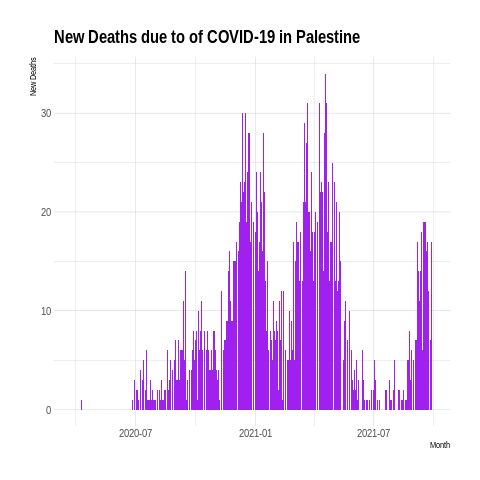 New Deaths due to of COVID-19 in Palestine
New Deaths
30
20
10
0
2020-07
2021-01
2021-07
Month